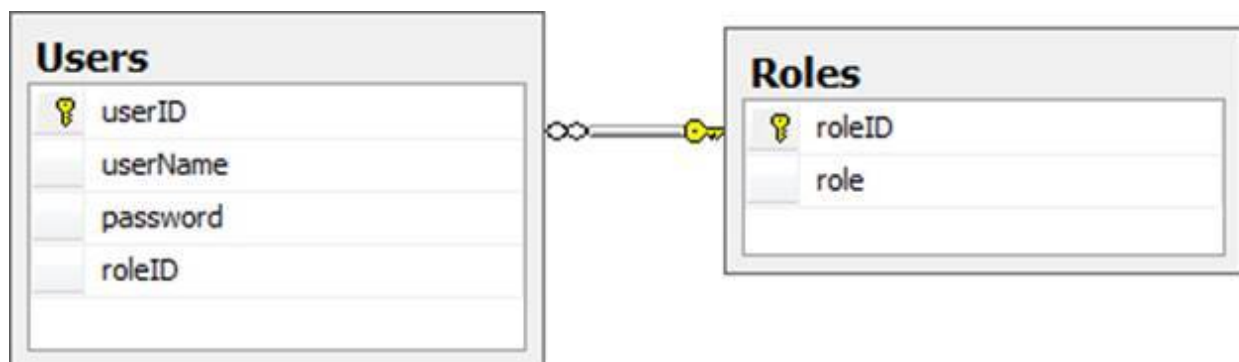 Users
userID
userName
password
roleID
Roles
roleID
role